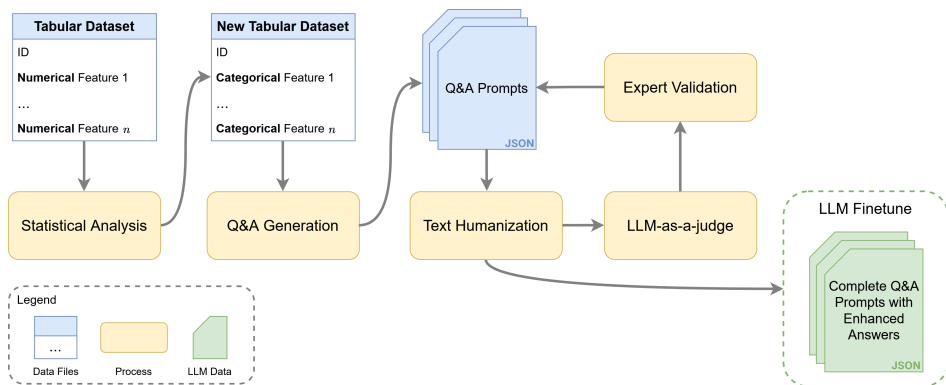 Tabular Dataset
ID
Numerical Feature 1
...
Numerical Feature n
New Tabular Dataset
ID
Categorical Feature 1
...
Categorical Feature n
Q&A Prompts
JSON
Expert Validation
Statistical Analysis
Q&A Generation
Text Humanization
LLM-as-a-judge
LLM Finetune
Complete Q&A
Prompts with
Enhanced
Answers
JSON
Legend
...
Data Files
Process
LLM Data